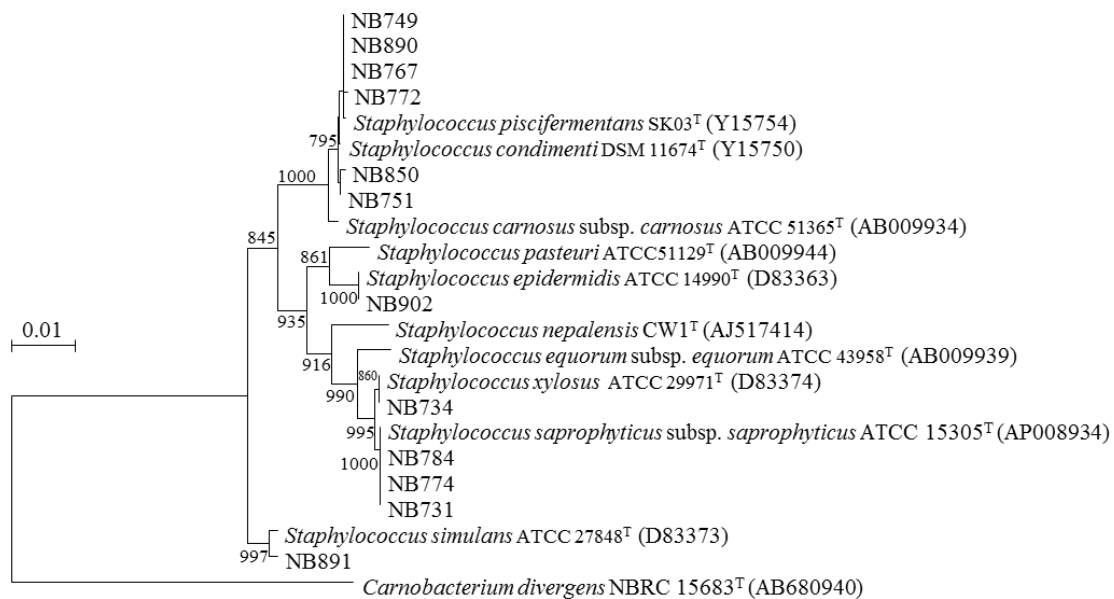 NB749
NB890
NB767
NB772
Staphylococcus piscifermentans SK03ᵀ (Y15754)
795
Staphylococcus condimenti DSM 11674ᵀ (Y15750)
1000
NB850
NB751
Staphylococcus carnosus subsp. carnosus ATCC 51365ᵀ (AB009934)
845
861
Staphylococcus pasteuri ATCC51129ᵀ (AB009944)
Staphylococcus epidermidis ATCC 14990ᵀ (D83363)
1000
NB902
935
0.01
Staphylococcus nepalensis CW1ᵀ (AJ517414)
916
Staphylococcus equorum subsp. equorum ATCC 43958ᵀ (AB009939)
990
860
Staphylococcus xylosus ATCC 29971ᵀ (D83374)
NB734
995
Staphylococcus saprophyticus subsp. saprophyticus ATCC 15305ᵀ (AP008934)
1000
NB784
NB774
NB731
Staphylococcus simulans ATCC 27848ᵀ (D83373)
997
NB891
Carnobacterium divergens NBRC 15683ᵀ (AB680940)